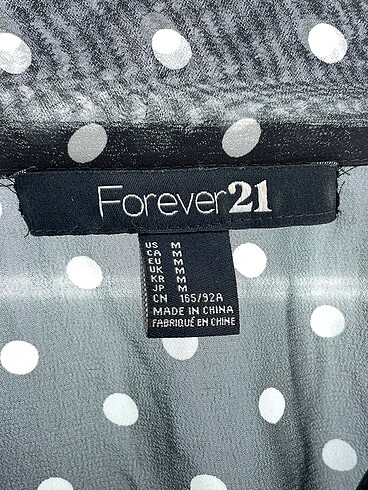 Forever21
US M
CA M
EU M
UK M
KR M
JP M
CN 165/92A
MADE IN CHINA
FABRIQUÉ EN CHINE